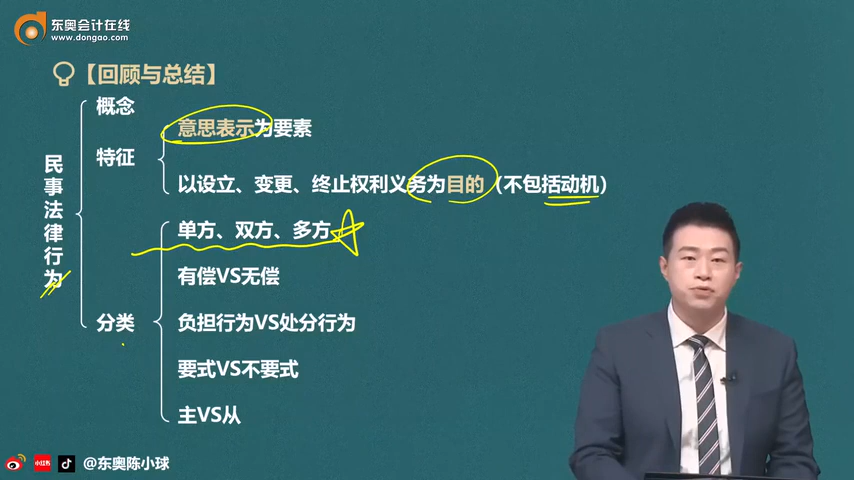 东奥会计在线
www.dongao.com
【回顾与总结】
民事法律行为
概念
特征
意思表示为要素
以设立、变更、终止权利义务为目的（不包括动机）
分类
单方、双方、多方
有偿VS无偿
负担行为VS处分行为
要式VS不要式
主VS从
小红书
@东奥陈小球